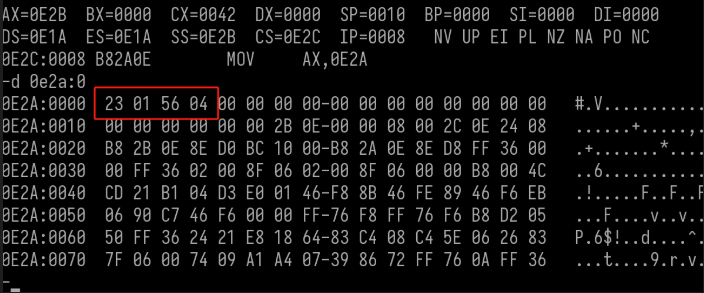 AX=0E2B  BX=0000  CX=0042  DX=0000  SP=0010  BP=0000  SI=0000  DI=0000
DS=0E1A  ES=0E1A  SS=0E2B  CS=0E2C  IP=0008   NV UP EI PL NZ NA PO NC
0E2C:0008 B82A0E        MOV     AX,0E2A
-d 0e2a:0
0E2A:0000  23 01 56 04 00 00 00 00-00 00 00 00 00 00 00 00   #.V.............
0E2A:0010  00 00 00 00 00 00 2B 0E-00 00 08 00 2C 0E 24 08   ......+.....,.
0E2A:0020  B8 2B 0E 8E D0 BC 10 00-B8 2A 0E 8E D8 FF 36 00   .+.......*....
0E2A:0030  00 FF 36 02 00 8F 06 02-00 8F 06 00 00 B8 00 4C   ..6...........
0E2A:0040  CD 21 B1 04 D3 E0 01 46-F8 8B 46 FE 89 46 F6 EB   .!.....F..F..F
0E2A:0050  06 90 C7 46 F6 00 00 FF-76 F8 FF 76 F6 B8 D2 05   ...F....v..v..
0E2A:0060  50 FF 36 24 21 E8 18 64-83 C4 08 C4 5E 06 26 83   P.6$!..d....^.
0E2A:0070  7F 06 00 74 09 A1 A4 07-39 86 72 FF 76 0A FF 36   ...t....9.r.v.
-